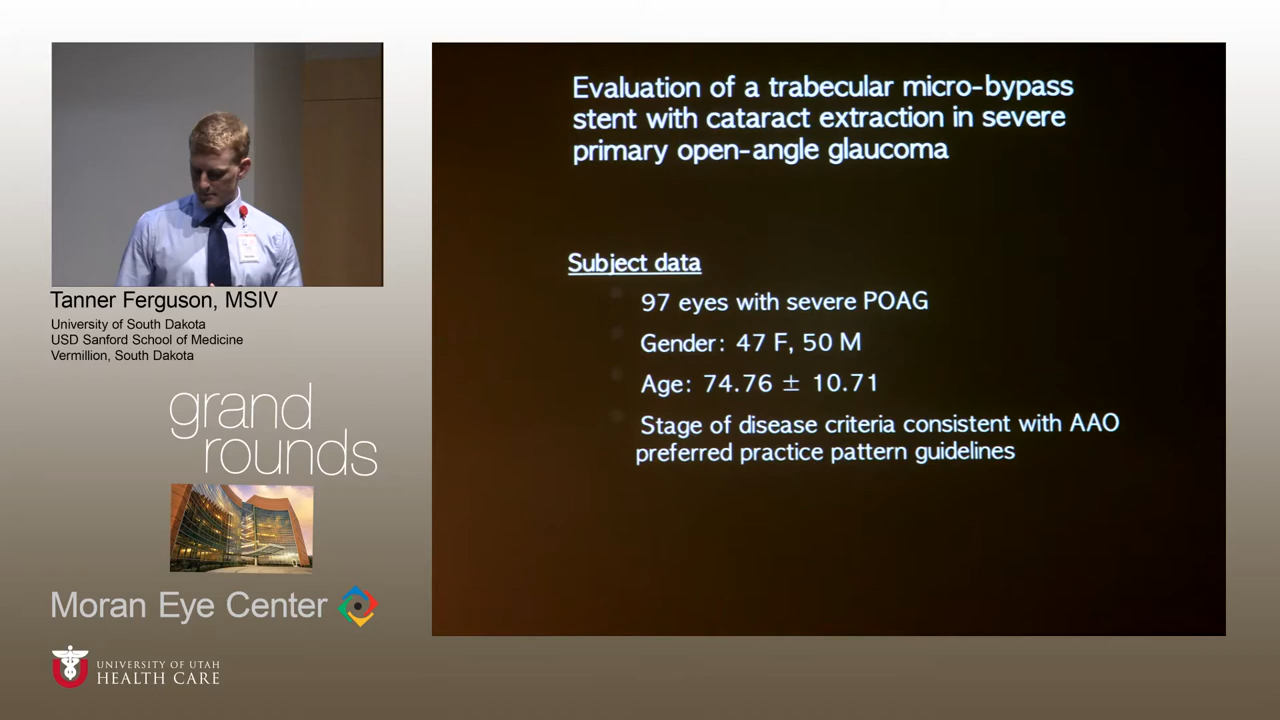 Tanner Ferguson, MSIV
University of South Dakota
USD Sanford School of Medicine
Vermillion, South Dakota
grand
rounds
Moran Eye Center
UNIVERSITY OF UTAH
HEALTH CARE
Evaluation of a trabecular micro-bypass
stent with cataract extraction in severe
primary open-angle glaucoma
Subject data
97 eyes with severe POAG
Gender: 47 F, 50 M
Age: 74.76 ± 10.71
Stage of disease criteria consistent with AAO
preferred practice pattern guidelines